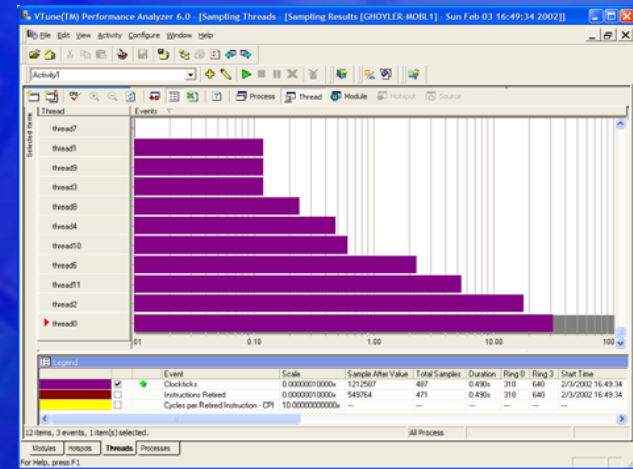 VTune(TM) Performance Analyzer 6.0 - [Sampling Threads - [Sampling Results [GHOYLER-MOBL1] - Sun Feb 03 16:49:34 2002]]
File Edit View Activity Configure Window Help
Activity1
Process Thread Module Hotspot Source
Selected Items
Thread Events
thread7
thread1
thread9
thread3
thread8
thread4
thread10
thread6
thread11
thread2
thread0
.01 0.10 1.00 10.00 100
Legend
Event Scale Sample After Value Total Samples Duration Ring 0 Ring 3 Start Time
Clockticks 0.00000010000x 1212587 487 0.490s 318 640 2/3/2002 16:49:34
Instructions Retired 0.00000010000x 549764 471 0.490s 318 640 2/3/2002 16:49:34
Cycles per Retired Instruction - CPI 10.00000000000x --- --- --- --- --- ---
12 items, 3 events, 1 item(s) selected. All Process
Modules Hotspots Threads Processes
For Help, press F1